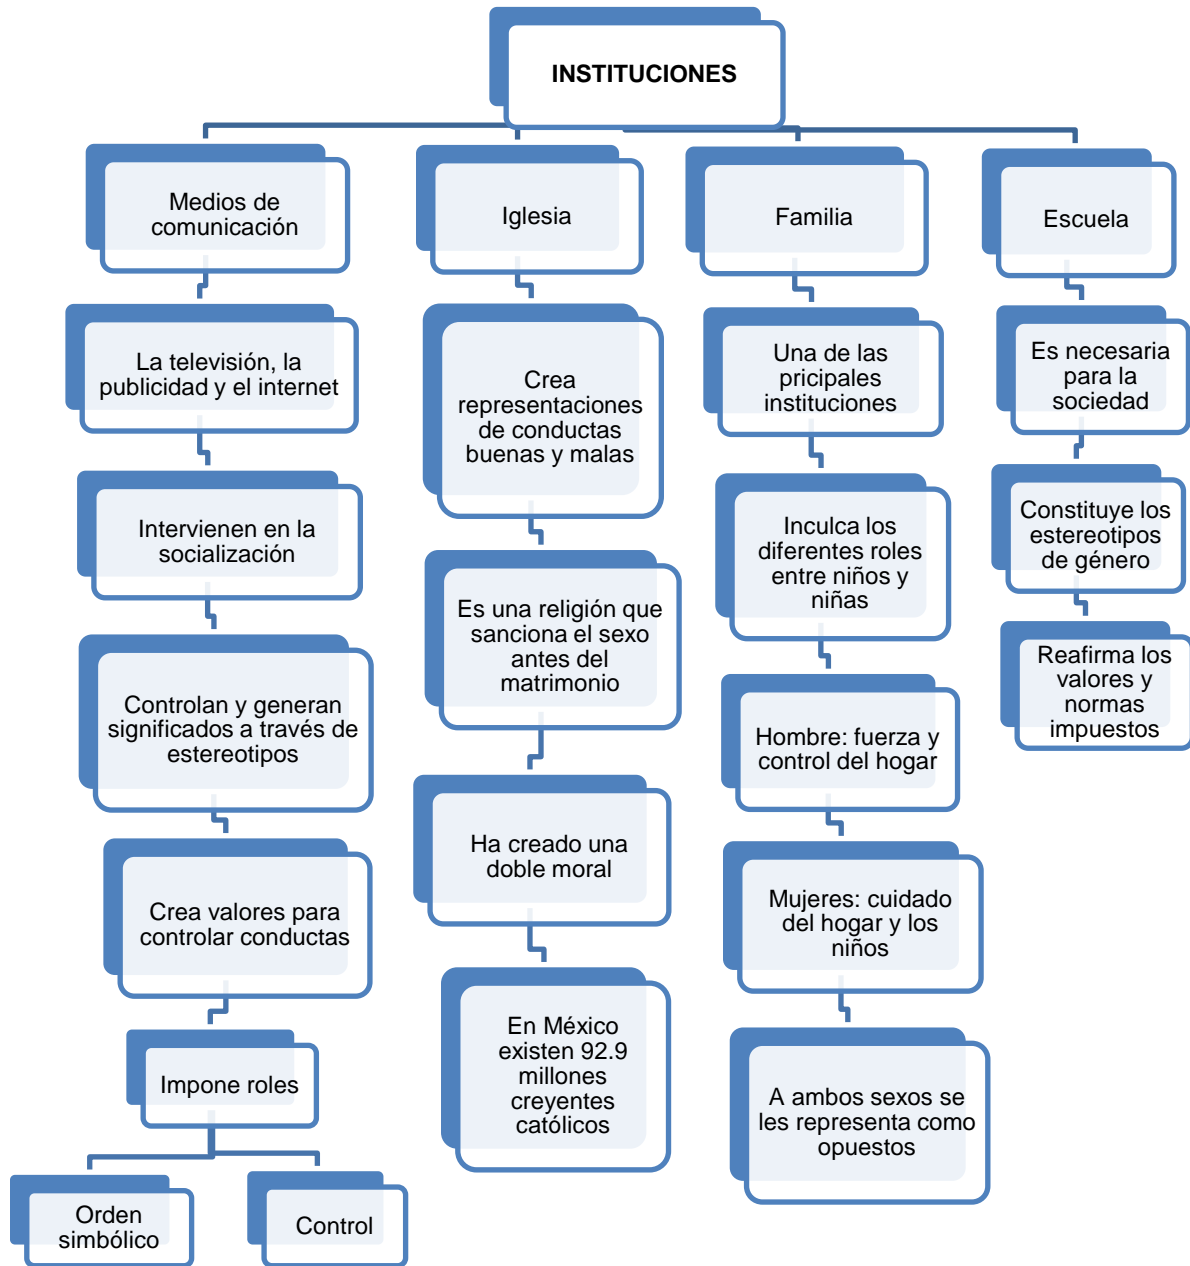 INSTITUCIONES
Medios de
comunicación
Iglesia
Familia
Escuela
La televisión, la
publicidad y el internet
Crea
representaciones
de conductas
buenas y malas
Una de las
pricipales
instituciones
Es necesaria
para la
sociedad
Intervienen en la
socialización
Es una religión que
sanciona el sexo
antes del
matrimonio
Inculca los
diferentes roles
entre niños y
niñas
Constituye los
estereotipos
de género
Controlan y generan
significados a través de
estereotipos
Ha creado una
doble moral
Hombre: fuerza y
control del hogar
Reafirma los
valores y
normas
impuestos
Crea valores para
controlar conductas
En México
existen 92.9
millones
creyentes
católicos
Mujeres: cuidado
del hogar y los
niños
Impone roles
A ambos sexos se
les representa como
opuestos
Orden
simbólico
Control